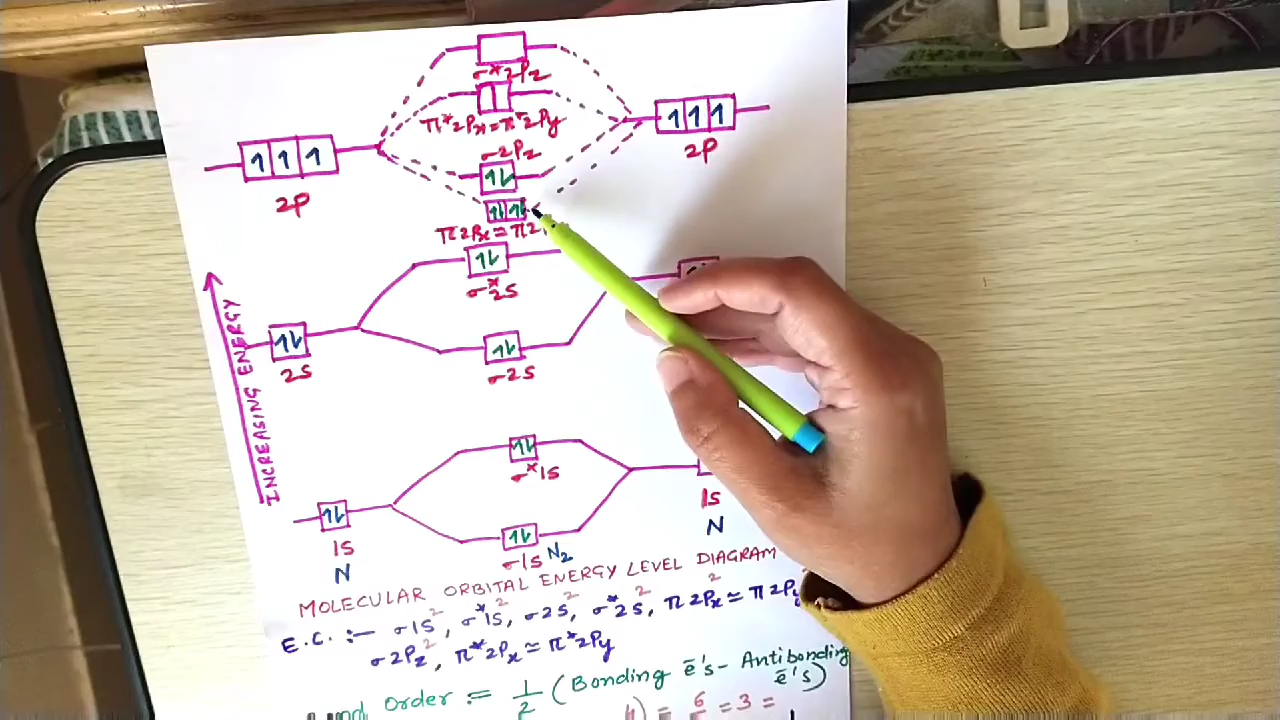 σ*2Pz
π*2Px=π*2Py
σ2Pz
2P
2P
π2Px=π2
σ*2S
2S
σ2S
INCREASING ENERGY
σ*1S
1S
N
σ1S N2
1S
N
MOLECULAR ORBITAL ENERGY LEVEL DIAGRAM
E.C. :- σ1S², σ*1S², σ2S², σ*2S², π2Px²≃π2Py
σ2Pz², π*2Px≃π*2Py
Order := 1/2 (Bonding ē's - Antibonding ē's)
4) = 6/ = 3 =